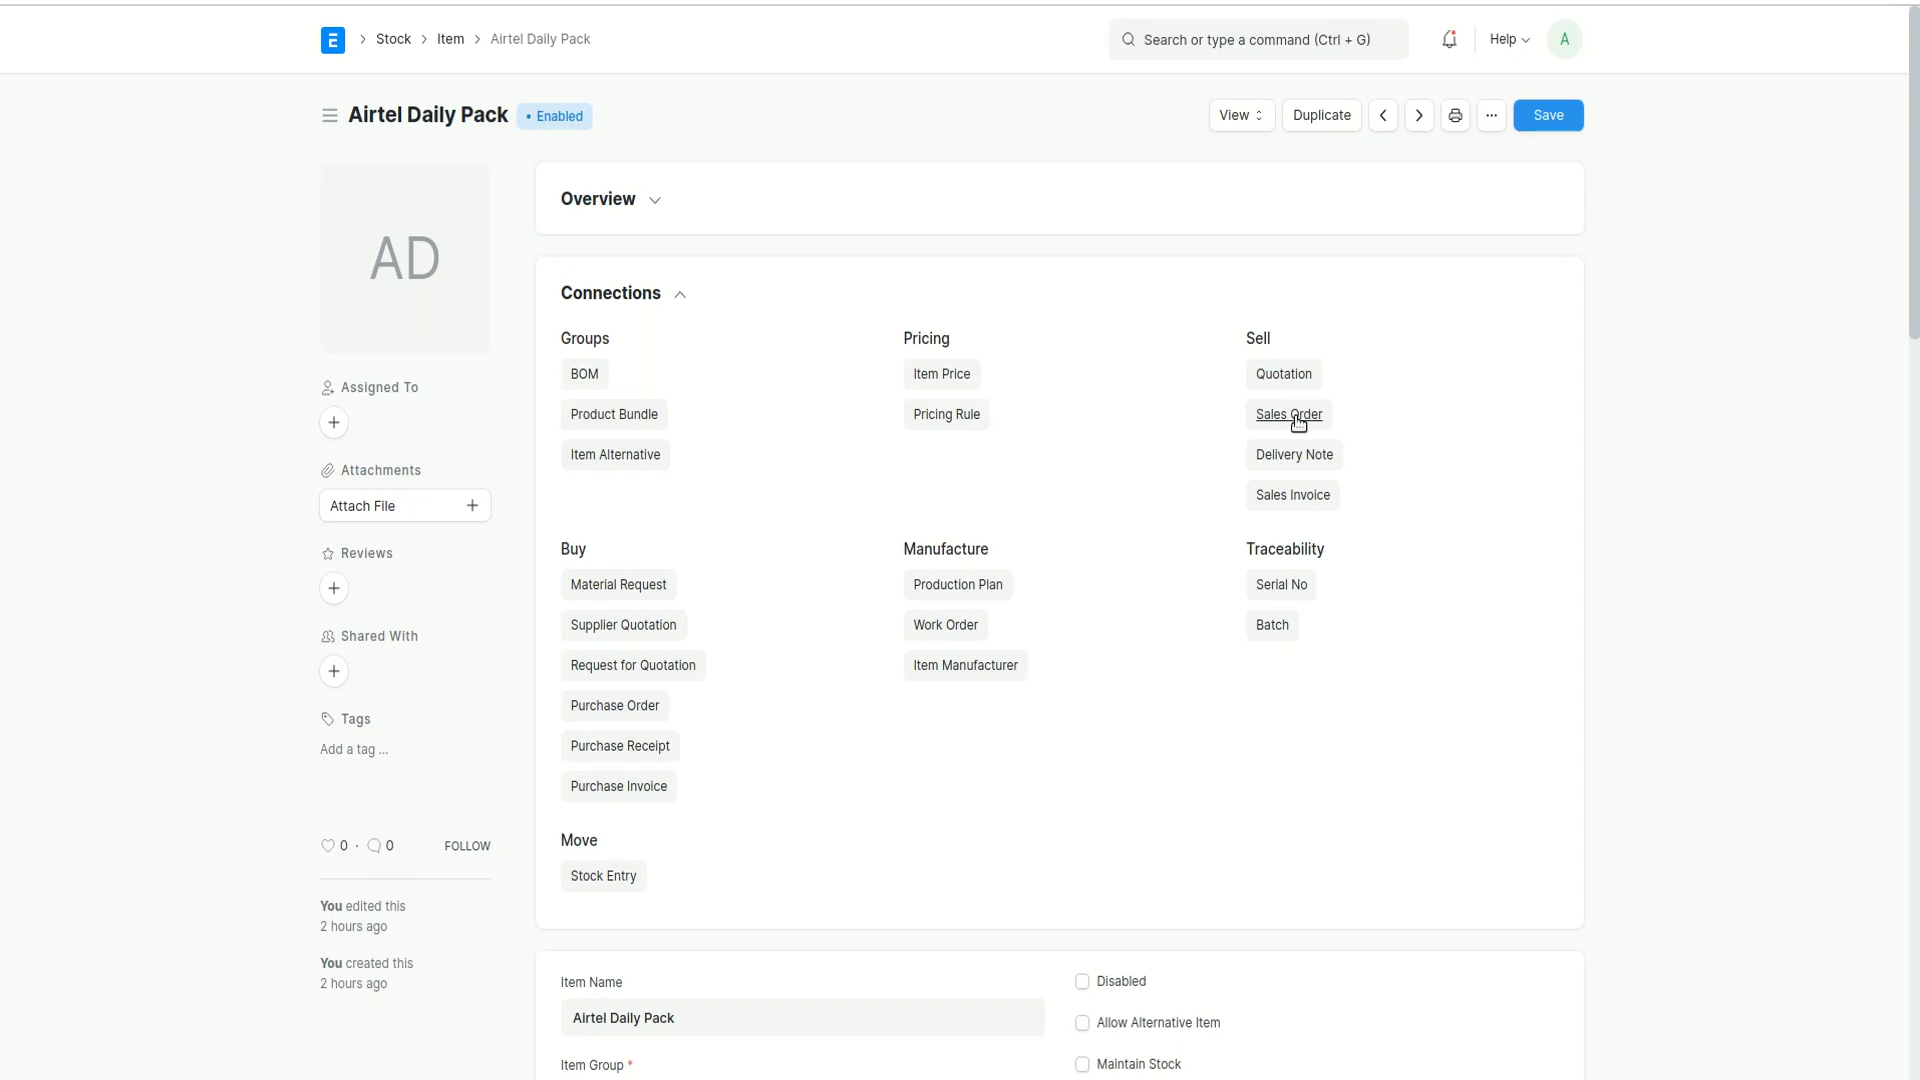 E
Stock
Item
Airtel Daily Pack
Search or type a command (Ctrl + G)
Help
A
Airtel Daily Pack
Enabled
View
Duplicate
Save
AD
Assigned To
Attachments
Attach File
Reviews
Shared With
Tags
Add a tag ...
0 · 0
FOLLOW
You edited this
2 hours ago
You created this
2 hours ago
Overview
Connections
Groups
BOM
Product Bundle
Item Alternative
Pricing
Item Price
Pricing Rule
Sell
Quotation
Sales Order
Delivery Note
Sales Invoice
Buy
Material Request
Supplier Quotation
Request for Quotation
Purchase Order
Purchase Receipt
Purchase Invoice
Manufacture
Production Plan
Work Order
Item Manufacturer
Traceability
Serial No
Batch
Move
Stock Entry
Item Name
Airtel Daily Pack
Item Group *
Disabled
Allow Alternative Item
Maintain Stock